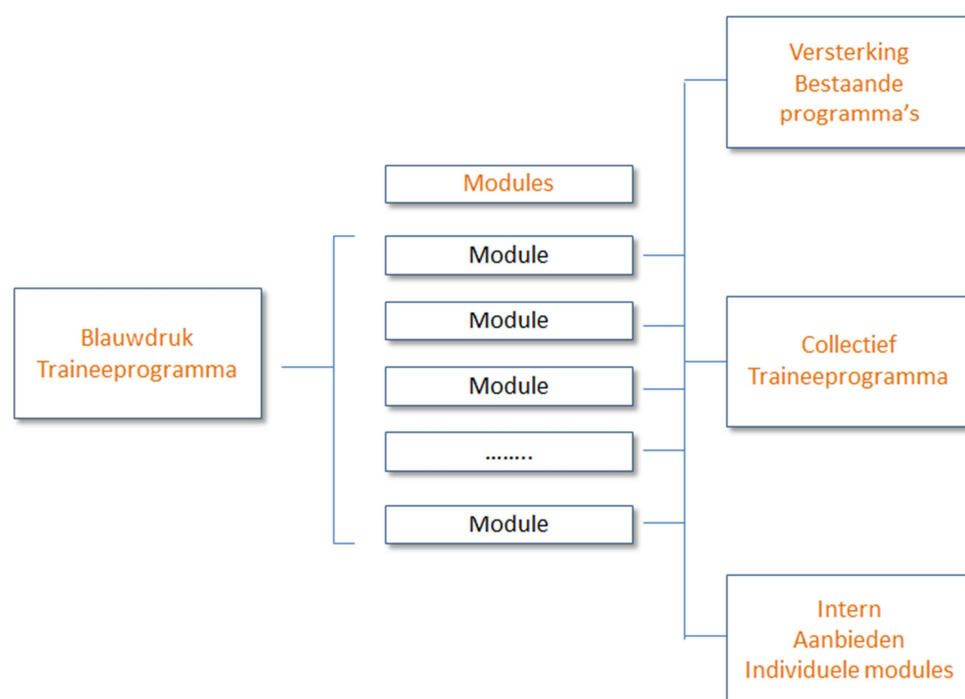 Blauwdruk
Traineeprogramma
Modules
Module
Module
Module
……..
Module
Versterking
Bestaande
programma’s
Collectief
Traineeprogramma
Intern
Aanbieden
Individuele modules